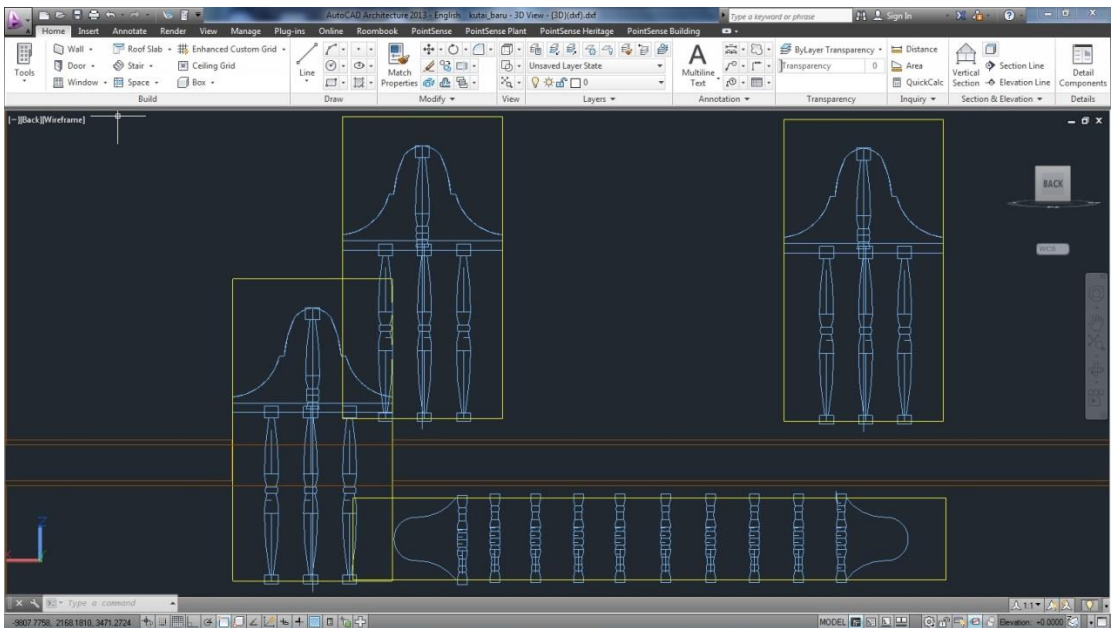 AutoCAD Architecture 2013 - English kutai_baru - 3D View - {3D}(dxf).dxf
Type a keyword or phrase
Sign In
Home Insert Annotate Render View Manage Plug-ins Online Roombook PointSense PointSense Plant PointSense Heritage PointSense Building
Wall Roof Slab Enhanced Custom Grid
Door Stair Ceiling Grid
Window Space Box
Tools
Line
Match
Properties
Unsaved Layer State
0
Multiline
Text
ByLayer Transparency
Transparency 0
Distance
Area
QuickCalc
Vertical
Section
Section Line
Elevation Line
Detail
Components
Build Draw Modify View Layers Annotation Transparency Inquiry Section & Elevation Details
[-][Back][Wireframe]
BACK
WCS
Z
Type a command
1:1
-9807.7758, 2168.1810, 3471.2724
MODEL
Elevation: +0.0000